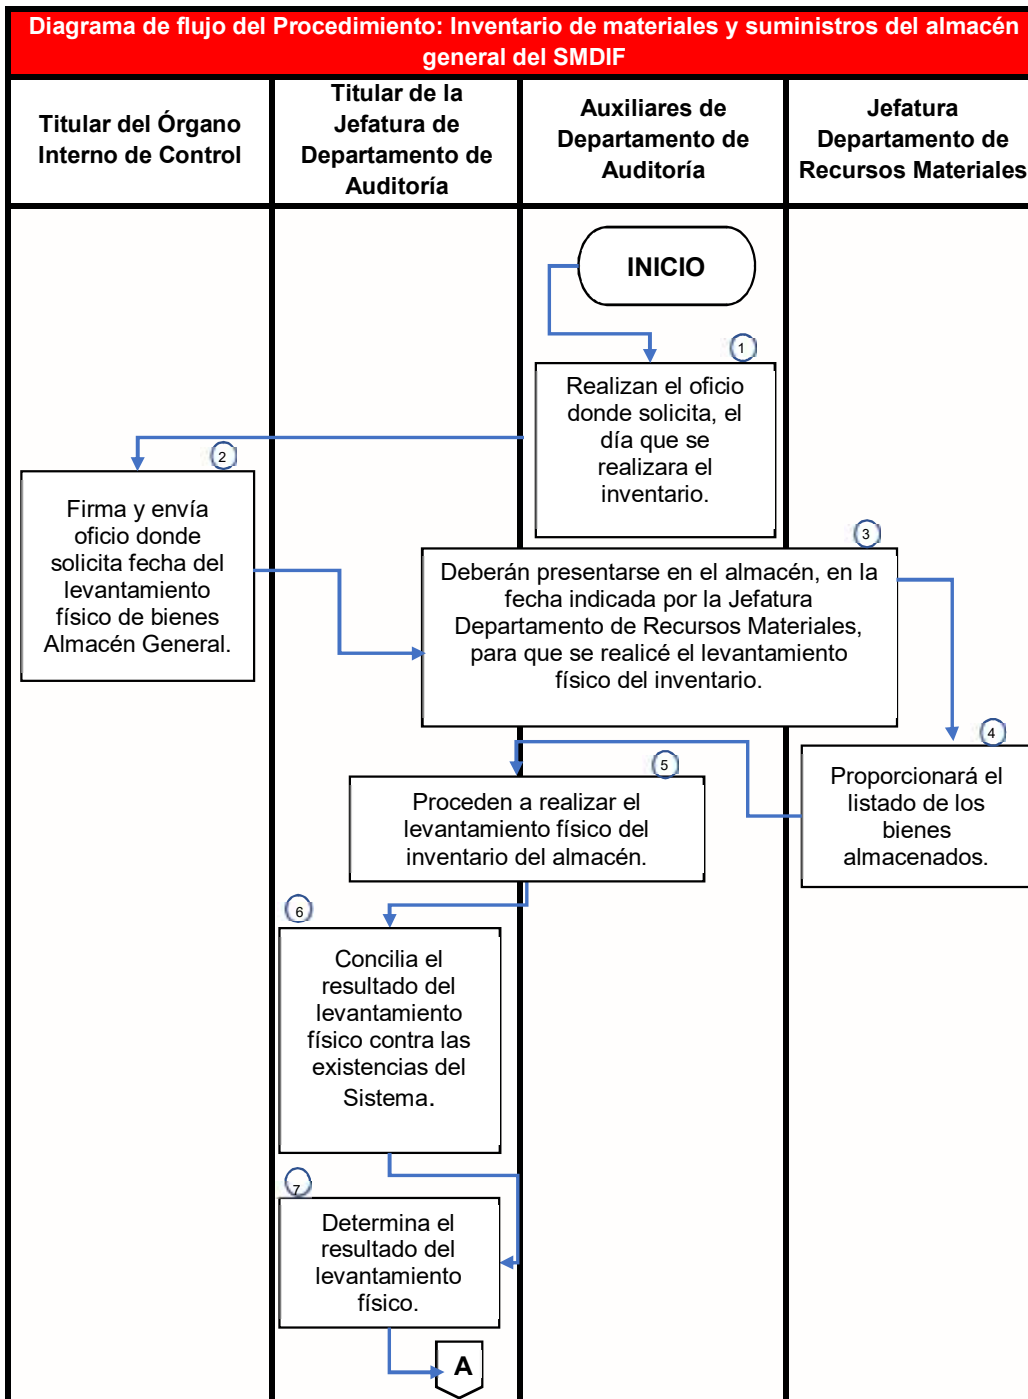 Diagrama de flujo del Procedimiento: Inventario de materiales y suministros del almacén
general del SMDIF
Titular del Órgano
Interno de Control
Titular de la
Jefatura de
Departamento de
Auditoría
Auxiliares de
Departamento de
Auditoría
Jefatura
Departamento de
Recursos Materiales
INICIO
1
Realizan el oficio
donde solicita, el
día que se
realizara el
inventario.
2
Firma y envía
oficio donde
solicita fecha del
levantamiento
físico de bienes
Almacén General.
3
Deberán presentarse en el almacén, en la
fecha indicada por la Jefatura
Departamento de Recursos Materiales,
para que se realicé el levantamiento
físico del inventario.
4
Proporcionará el
listado de los
bienes
almacenados.
5
Proceden a realizar el
levantamiento físico del
inventario del almacén.
6
Concilia el
resultado del
levantamiento
físico contra las
existencias del
Sistema.
7
Determina el
resultado del
levantamiento
físico.
A